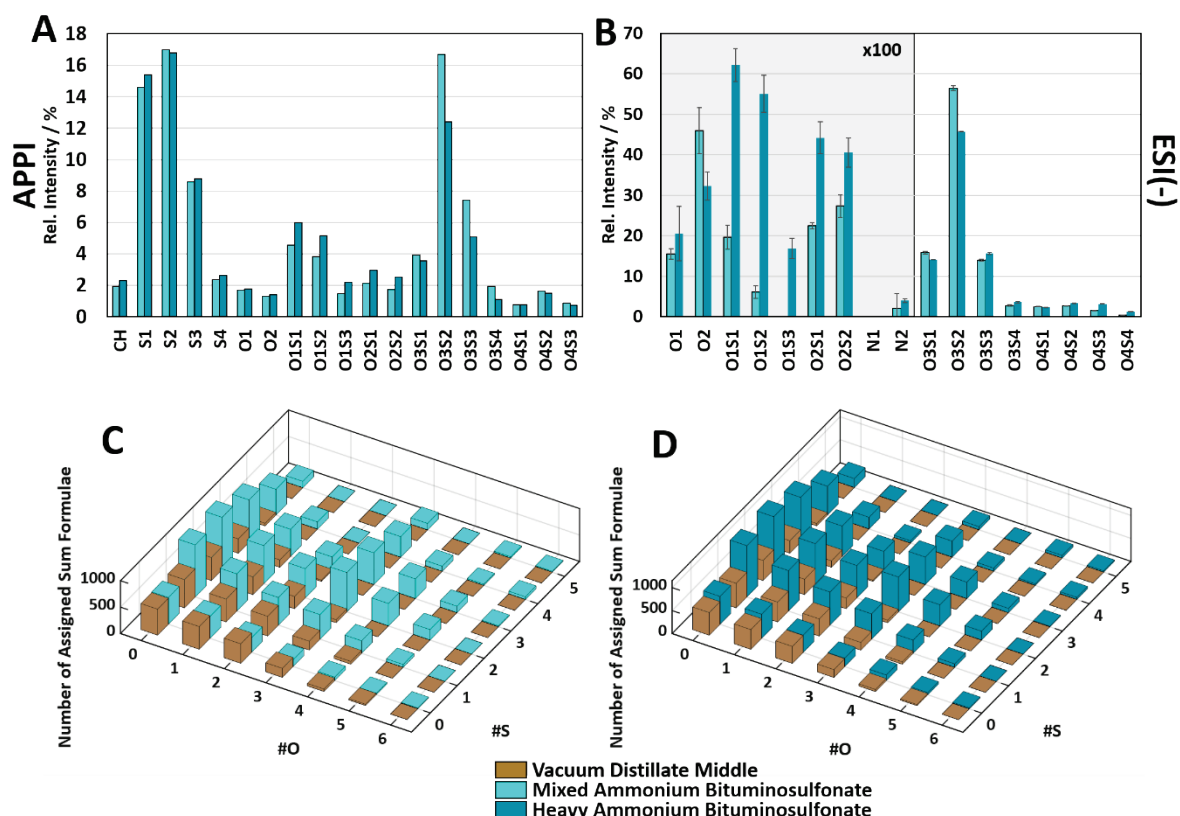 A
APPI
Rel. Intensity / %
18
16
14
12
10
8
6
4
2
0
CH S1 S2 S3 S4 O1 O2 O1S1 O1S2 O1S3 O2S1 O2S2 O3S1 O3S2 O3S3 O3S4 O4S1 O4S2 O4S3
B
x100
ESI(-)
Rel. Intensity / %
70
60
50
40
30
20
10
0
O1 O2 O1S1 O1S2 O1S3 O2S1 O2S2 N1 N2 O3S1 O3S2 O3S3 O3S4 O4S1 O4S2 O4S3 O4S4
C
Number of Assigned Sum Formulae
1000
500
0
0 1 2 3 4 5 6
#O
0 1 2 3 4 5
#S
D
Number of Assigned Sum Formulae
1000
500
0
0 1 2 3 4 5 6
#O
0 1 2 3 4 5
#S
Vacuum Distillate Middle
Mixed Ammonium Bituminosulfonate
Heavy Ammonium Bituminosulfonate